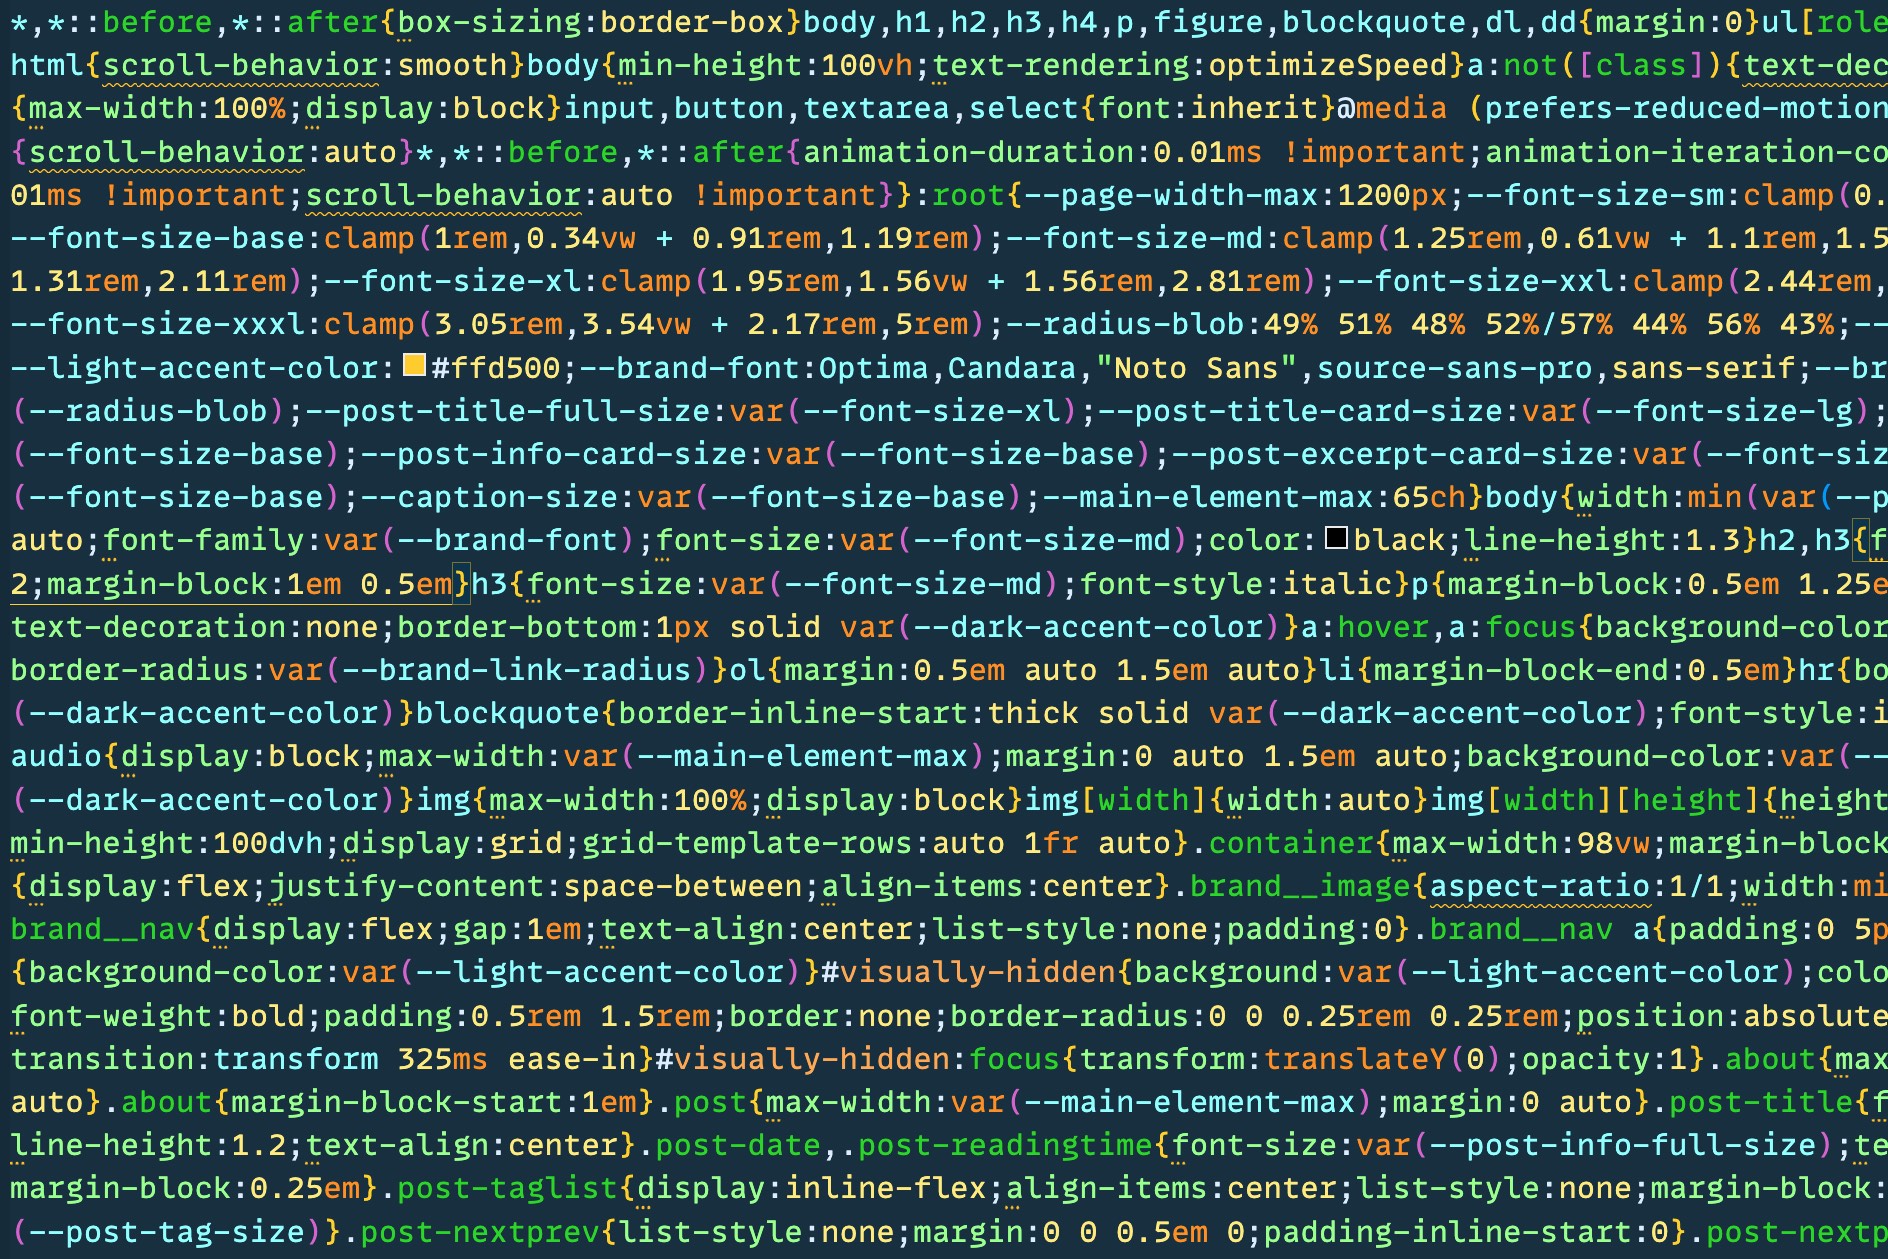 *,*::before,*::after{box-sizing:border-box}body,h1,h2,h3,h4,p,figure,blockquote,dl,dd{margin:0}ul[role
html{scroll-behavior:smooth}body{min-height:100vh;text-rendering:optimizeSpeed}a:not([class]){text-dec
{max-width:100%;display:block}input,button,textarea,select{font:inherit}@media (prefers-reduced-motion
{scroll-behavior:auto}*,*::before,*::after{animation-duration:0.01ms !important;animation-iteration-co
01ms !important;scroll-behavior:auto !important}}:root{--page-width-max:1200px;--font-size-sm:clamp(0.
--font-size-base:clamp(1rem,0.34vw + 0.91rem,1.19rem);--font-size-md:clamp(1.25rem,0.61vw + 1.1rem,1.5
1.31rem,2.11rem);--font-size-xl:clamp(1.95rem,1.56vw + 1.56rem,2.81rem);--font-size-xxl:clamp(2.44rem,
--font-size-xxxl:clamp(3.05rem,3.54vw + 2.17rem,5rem);--radius-blob:49% 51% 48% 52%/57% 44% 56% 43%;--
--light-accent-color:#ffd500;--brand-font:Optima,Candara,"Noto Sans",source-sans-pro,sans-serif;--br
(--radius-blob);--post-title-full-size:var(--font-size-xl);--post-title-card-size:var(--font-size-lg);
(--font-size-base);--post-info-card-size:var(--font-size-base);--post-excerpt-card-size:var(--font-siz
(--font-size-base);--caption-size:var(--font-size-base);--main-element-max:65ch}body{width:min(var(--p
auto;font-family:var(--brand-font);font-size:var(--font-size-md);color:black;line-height:1.3}h2,h3{f
2;margin-block:1em 0.5em}h3{font-size:var(--font-size-md);font-style:italic}p{margin-block:0.5em 1.25e
text-decoration:none;border-bottom:1px solid var(--dark-accent-color)}a:hover,a:focus{background-color
border-radius:var(--brand-link-radius)}ol{margin:0.5em auto 1.5em auto}li{margin-block-end:0.5em}hr{bo
(--dark-accent-color)}blockquote{border-inline-start:thick solid var(--dark-accent-color);font-style:i
audio{display:block;max-width:var(--main-element-max);margin:0 auto 1.5em auto;background-color:var(--
(--dark-accent-color)}img{max-width:100%;display:block}img[width]{width:auto}img[width][height]{height
min-height:100dvh;display:grid;grid-template-rows:auto 1fr auto}.container{max-width:98vw;margin-block
{display:flex;justify-content:space-between;align-items:center}.brand__image{aspect-ratio:1/1;width:mi
brand__nav{display:flex;gap:1em;text-align:center;list-style:none;padding:0}.brand__nav a{padding:0 5p
{background-color:var(--light-accent-color)}#visually-hidden{background:var(--light-accent-color);colo
font-weight:bold;padding:0.5rem 1.5rem;border:none;border-radius:0 0 0.25rem 0.25rem;position:absolute
transition:transform 325ms ease-in}#visually-hidden:focus{transform:translateY(0);opacity:1}.about{max
auto}.about{margin-block-start:1em}.post{max-width:var(--main-element-max);margin:0 auto}.post-title{f
line-height:1.2;text-align:center}.post-date,.post-readingtime{font-size:var(--post-info-full-size);te
margin-block:0.25em}.post-taglist{display:inline-flex;align-items:center;list-style:none;margin-block:
(--post-tag-size)}.post-nextprev{list-style:none;margin:0 0 0.5em 0;padding-inline-start:0}.post-nextp